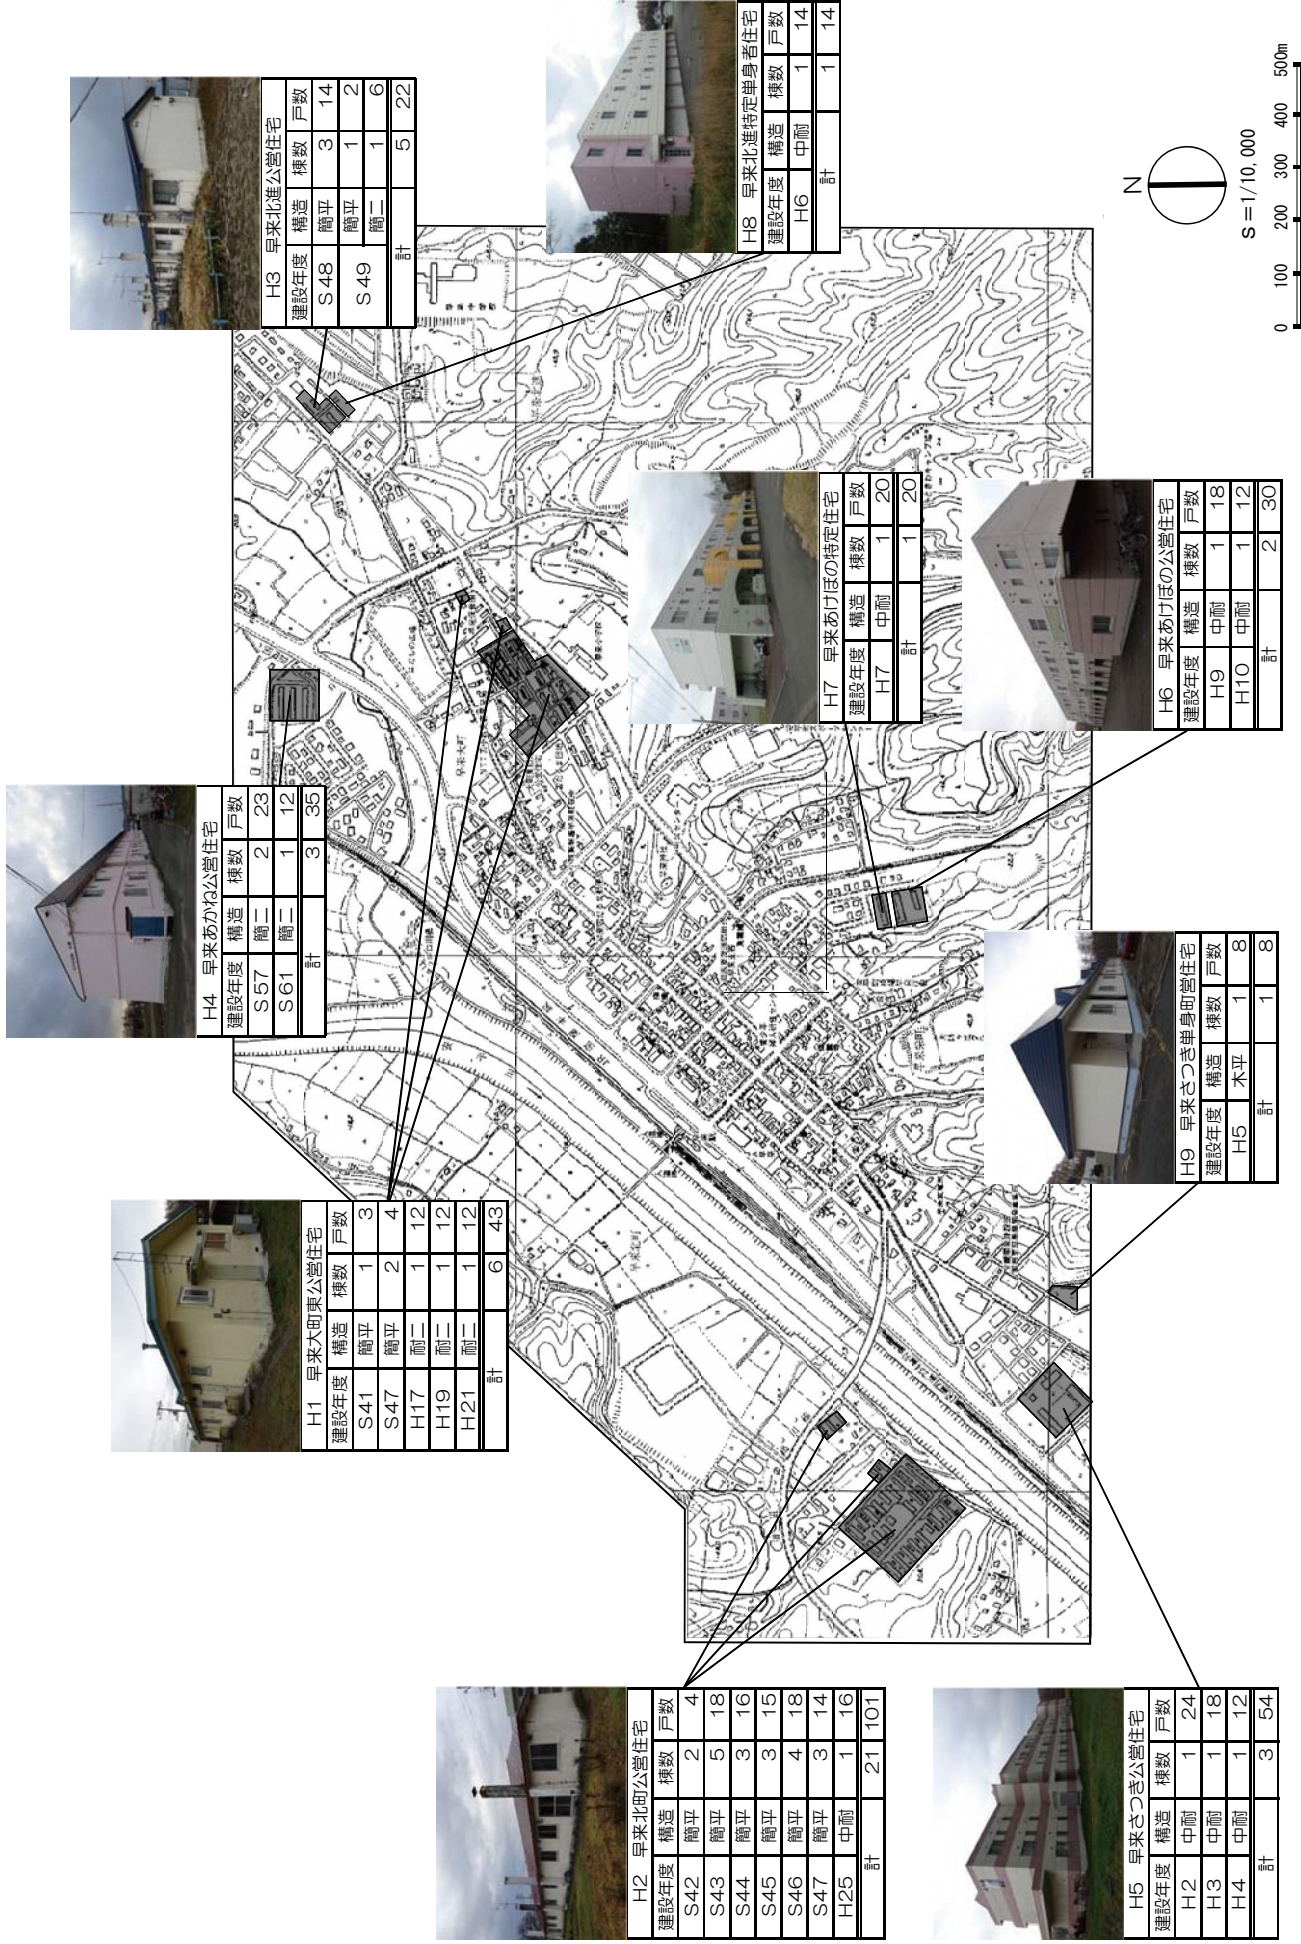 H1 早来大町東公営住宅
建設年度 構造 棟数 戸数
S41 簡平 1 3
S47 簡平 2 4
H17 耐二 1 12
H19 耐二 1 12
H21 耐二 1 12
計 6 43
H4 早来あかね公営住宅
建設年度 構造 棟数 戸数
S57 簡二 2 23
S61 簡二 1 12
計 3 35
H3 早来北進公営住宅
建設年度 構造 棟数 戸数
S48 簡平 3 14
S49 簡平 1 2
簡二 1 6
計 5 22
H2 早来北町公営住宅
建設年度 構造 棟数 戸数
S42 簡平 2 4
S43 簡平 5 18
S44 簡平 3 16
S45 簡平 3 15
S46 簡平 4 18
S47 簡平 3 14
H25 中耐 1 16
計 21 101
H8 早来北進特定単身者住宅
建設年度 構造 棟数 戸数
H6 中耐 1 14
計 1 14
H7 早来あけぼの特定住宅
建設年度 構造 棟数 戸数
H7 中耐 1 20
計 1 20
H5 早来さつき公営住宅
建設年度 構造 棟数 戸数
H2 中耐 1 24
H3 中耐 1 18
H4 中耐 1 12
計 3 54
H9 早来さつき単身町営住宅
建設年度 構造 棟数 戸数
H5 木平 1 8
計 1 8
H6 早来あけぼの公営住宅
建設年度 構造 棟数 戸数
H9 中耐 1 18
H10 中耐 1 12
計 2 30
早来大町
早来北町
早来栄町
早来北進
N
S=1/10,000
0 100 200 300 400 500m